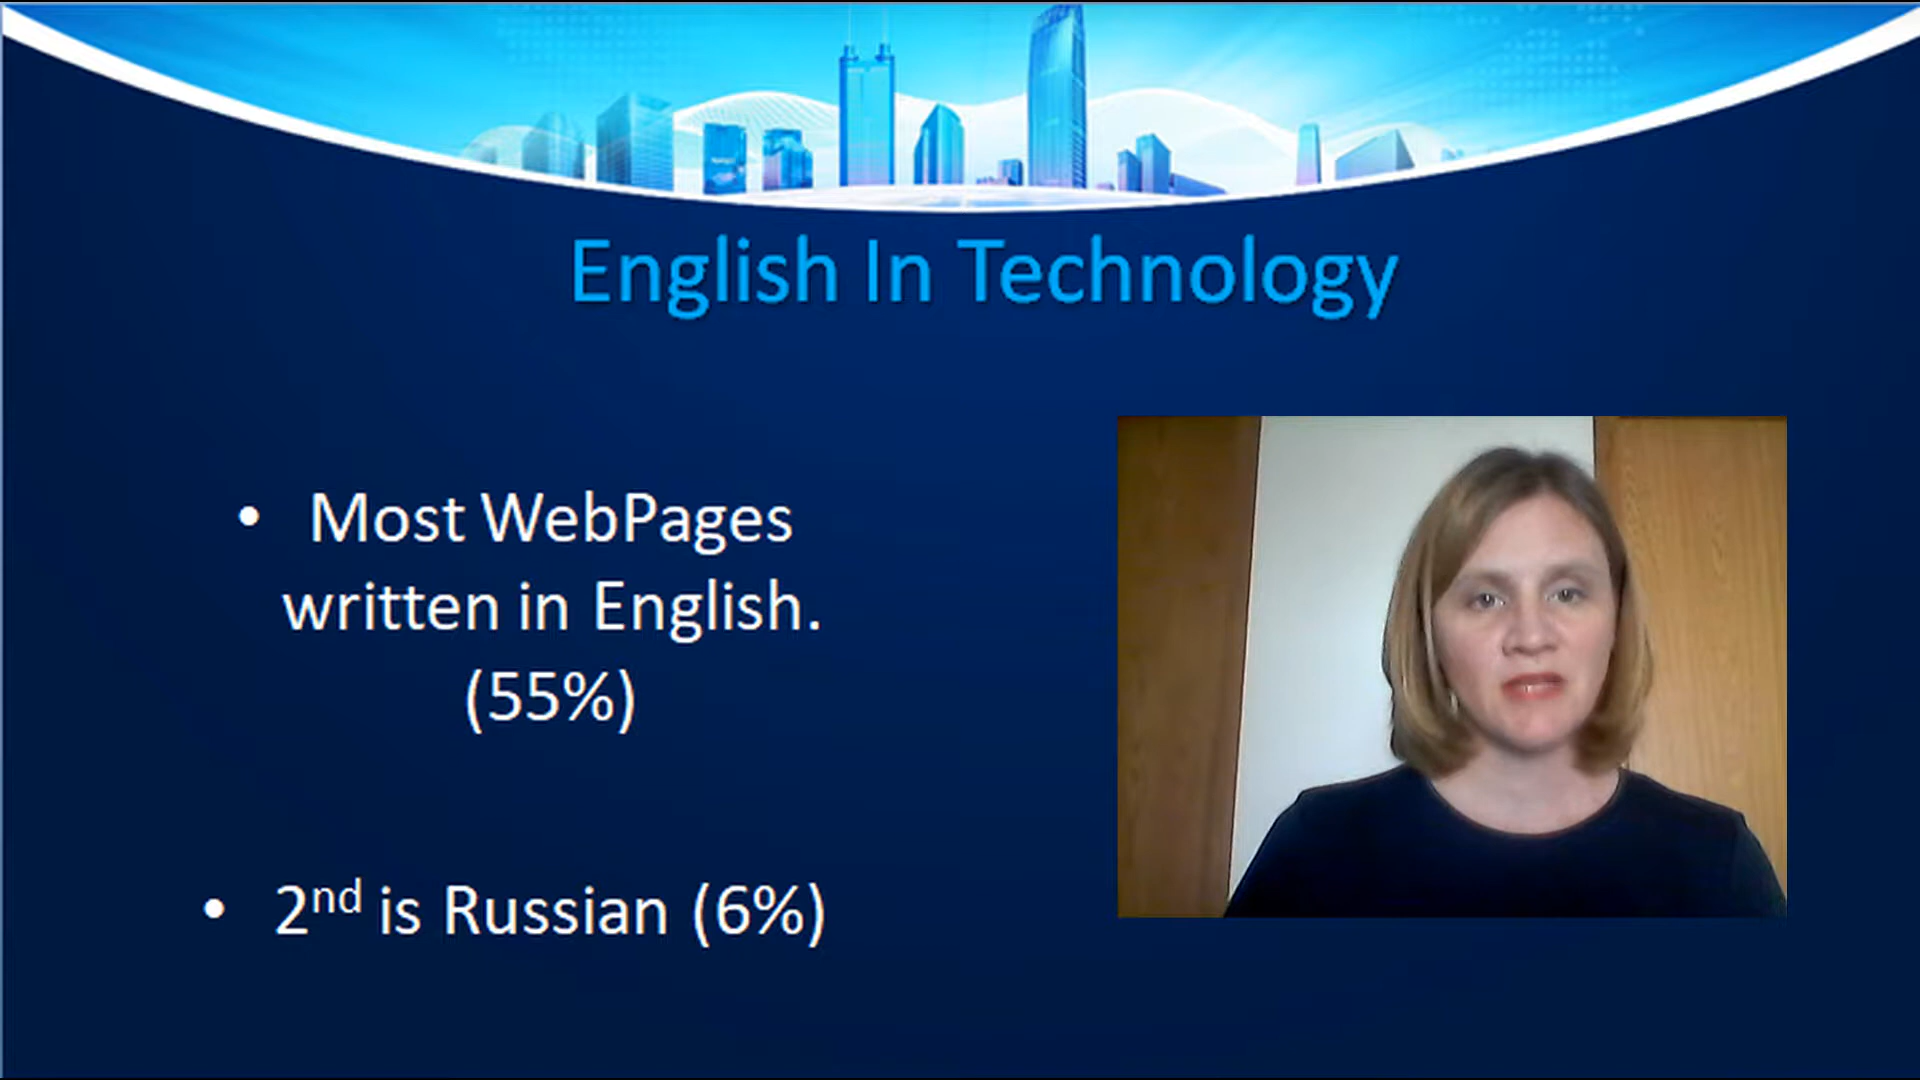 English In Technology
• Most WebPages
written in English.
(55%)
• 2nd is Russian (6%)